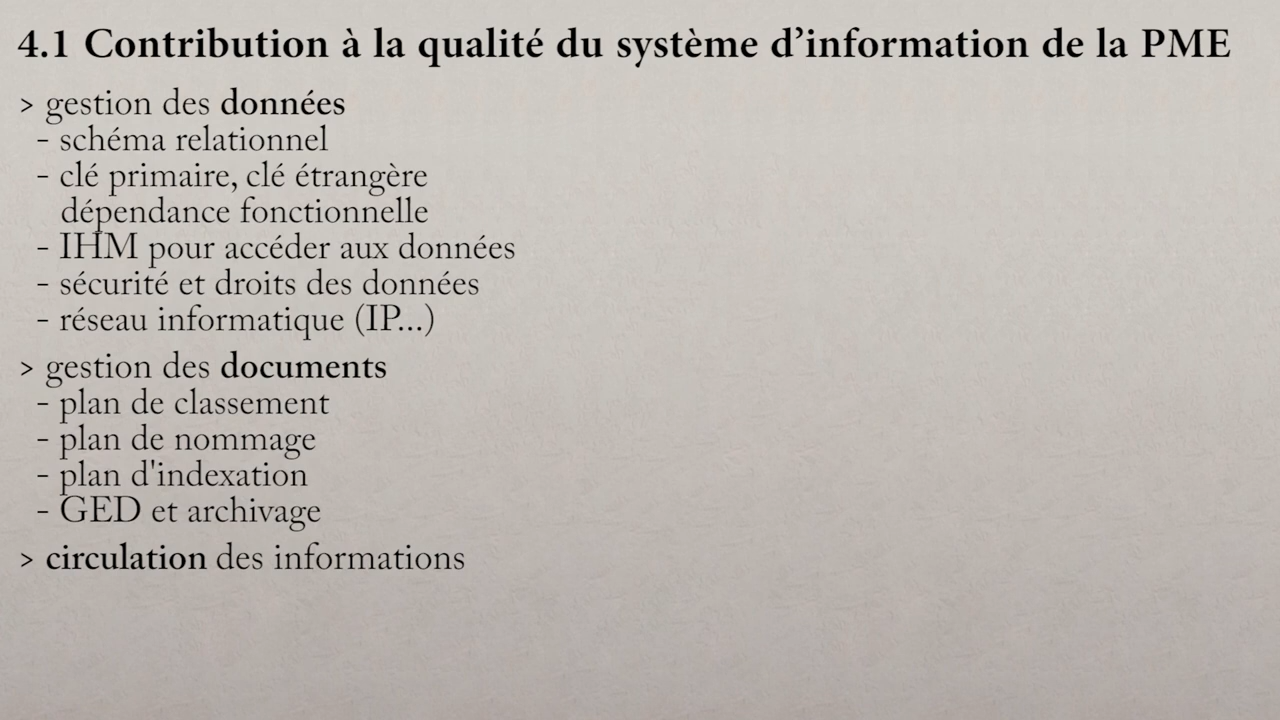 4.1 Contribution à la qualité du système d’information de la PME
> gestion des données
- schéma relationnel
- clé primaire, clé étrangère
dépendance fonctionnelle
- IHM pour accéder aux données
- sécurité et droits des données
- réseau informatique (IP...)
> gestion des documents
- plan de classement
- plan de nommage
- plan d'indexation
- GED et archivage
> circulation des informations